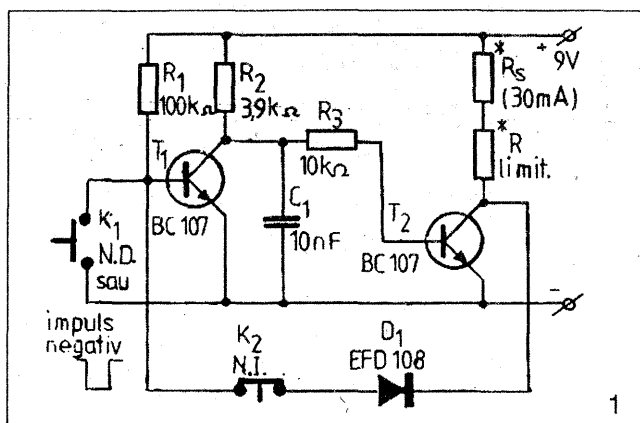 R1
100kΩ
R2
3,9kΩ
+
9V
*
Rs
(30mA)
*
R
limit.
R3
10kΩ
T1
BC 107
C1
10nF
T2
BC 107
K1
N.D.
sau
impuls
negativ
-
K2
N.I.
D1
EFD 108
1